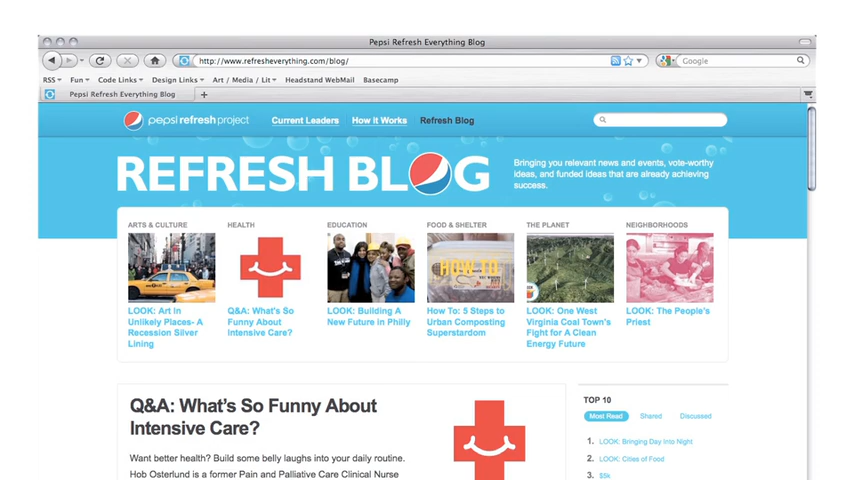 Pepsi Refresh Everything Blog
http://www.refresheverything.com/blog/
Google
RSS Fun Code Links Design Links Art / Media / Lit Headstand WebMail Basecamp
Pepsi Refresh Everything Blog +
pepsi refresh project Current Leaders How it Works Refresh Blog
REFRESH BLOG
Bringing you relevant news and events, vote-worthy
ideas, and funded ideas that are already achieving
success.
ARTS & CULTURE
LOOK: Art in
Unlikely Places- A
Recession Silver
Lining
HEALTH
Q&A: What's So
Funny About
Intensive Care?
EDUCATION
LOOK: Building A
New Future in Philly
FOOD & SHELTER
HOW TO
How To: 5 Steps to
Urban Composting
Superstardom
THE PLANET
LOOK: One West
Virginia Coal Town's
Fight for A Clean
Energy Future
NEIGHBORHOODS
LOOK: The People's
Priest
Q&A: What's So Funny About
Intensive Care?
Want better health? Build some belly laughs into your daily routine.
Hob Osterlund is a former Pain and Palliative Care Clinical Nurse
TOP 10
Most Read Shared Discussed
1. LOOK: Bringing Day Into Night
2. LOOK: Cities of Food
3. $5k